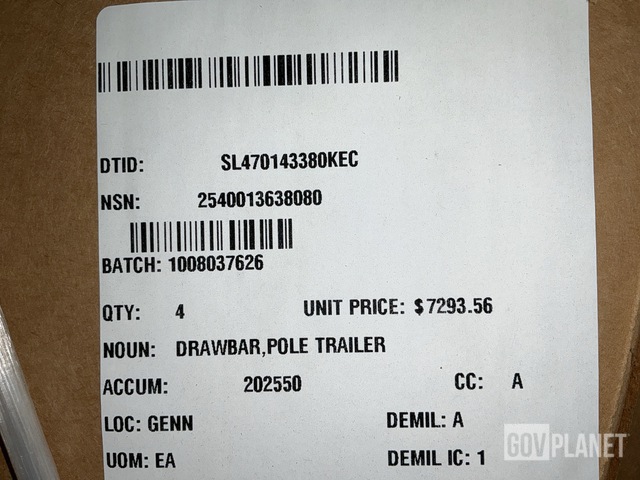 DTID: SL470143380KEC
NSN: 2540013638080
BATCH: 1008037626
QTY: 4 UNIT PRICE: $7293.56
NOUN: DRAWBAR,POLE TRAILER
ACCUM: 202550 CC: A
LOC: GENN DEMIL: A
UOM: EA DEMIL IC: 1
GOVPLANET